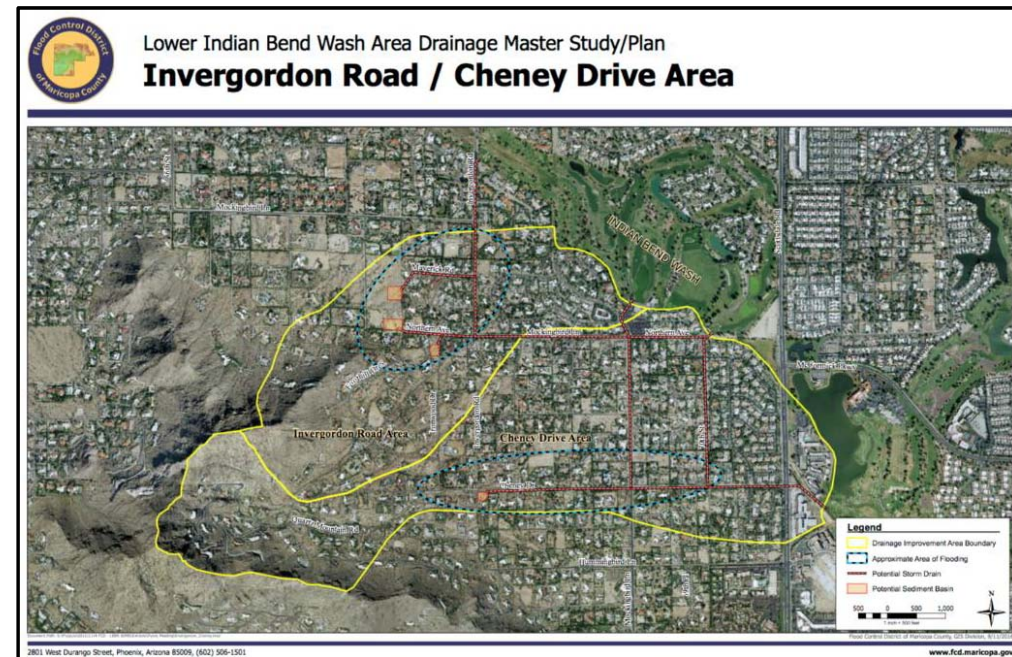 Flood Control District
of Maricopa County
Lower Indian Bend Wash Area Drainage Master Study/Plan
Invergordon Road / Cheney Drive Area
Mockingbird Ln
Maverick Rd
INDIAN BEND WASH
Northern Ave
Mockingbird Ln
Northern Ave
McCormick Pkwy
Invergordon Road Area
Cheney Drive Area
Quartz Mountain Rd
Hummingbird Ln
Legend
Drainage Improvement Area Boundary
Approximate Area of Flooding
Potential Storm Drain
Potential Sediment Basin
500 0 500 1,000
N
2801 West Durango Street, Phoenix, Arizona 85009, (602) 506-1501
www.fcd.maricopa.gov